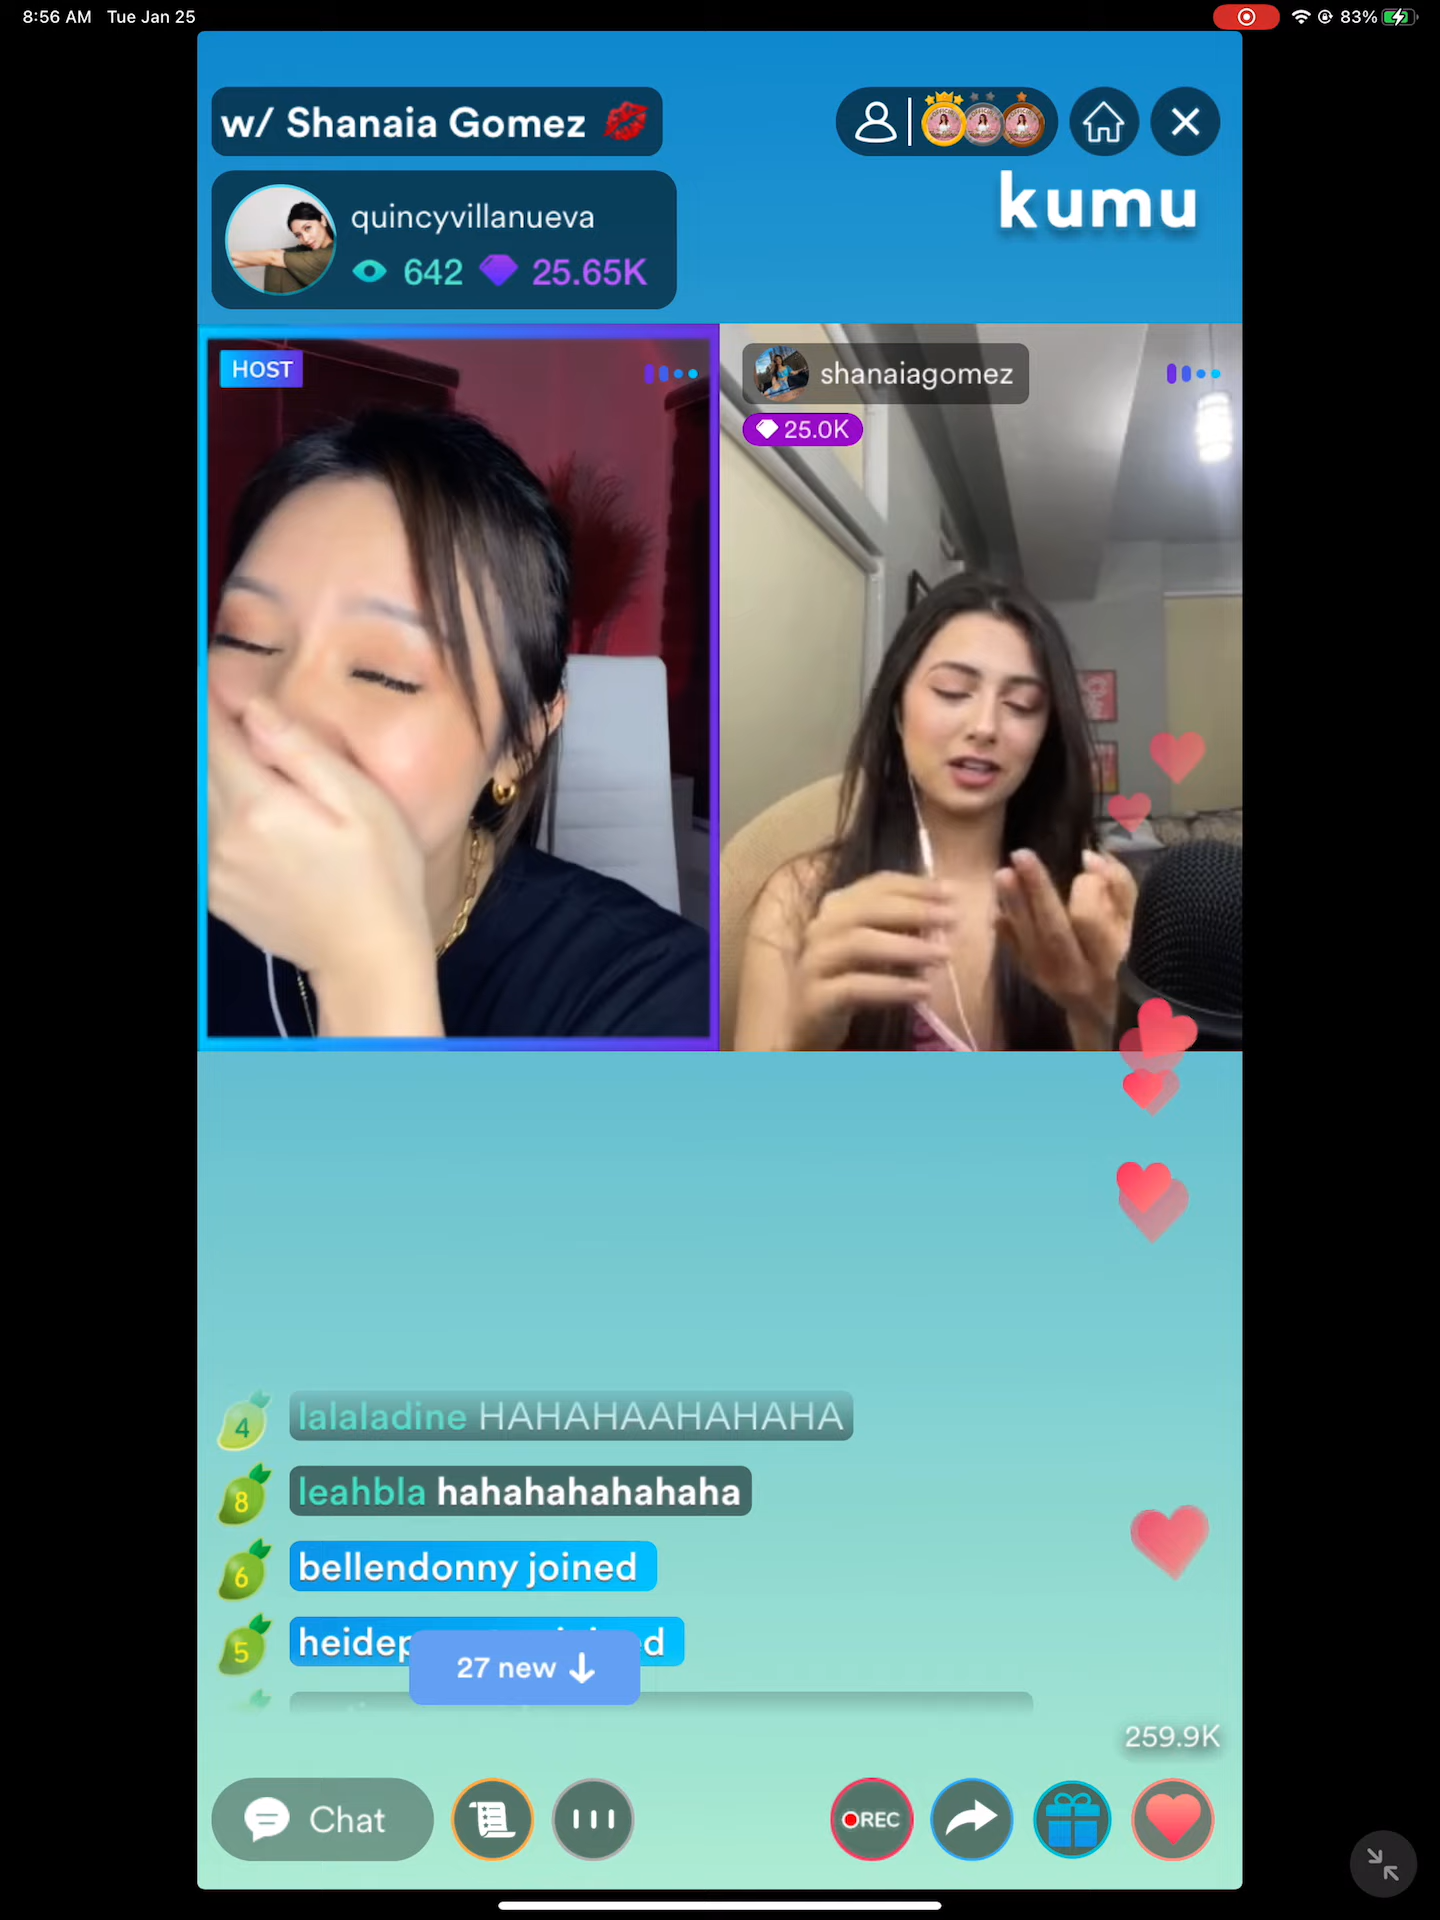 8:56 AM Tue Jan 25
83%
w/ Shanaia Gomez
kumu
quincyvillanueva
642 25.65K
HOST
shanaiagomez
25.0K
4 lalaladine HAHAHAAHAHAHA
8 leahbla hahahahahahaha
6 bellendonny joined
5
27 new
259.9K
Chat
REC